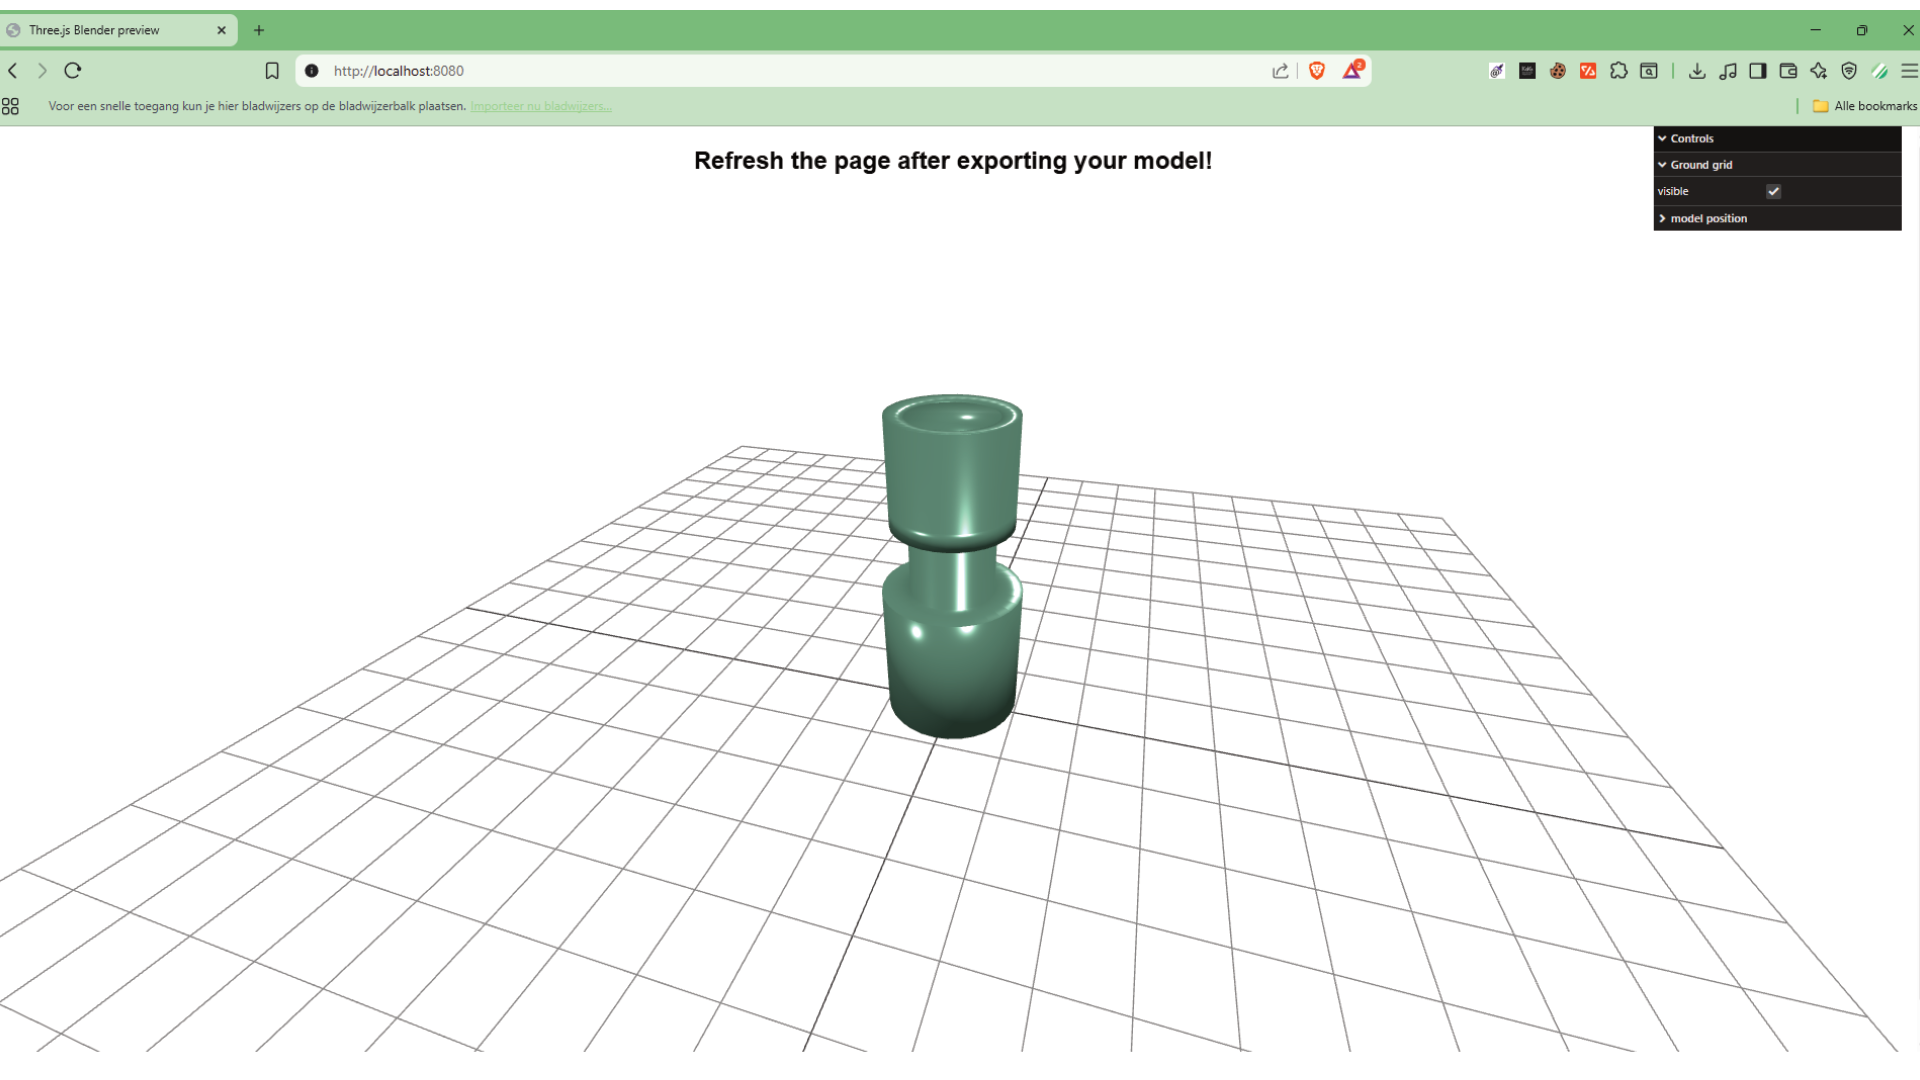 Three.js Blender preview
http://localhost:8080
2
Voor een snelle toegang kun je hier bladwijzers op de bladwijzerbalk plaatsen. Importeer nu bladwijzers...
Alle bookmarks
Refresh the page after exporting your model!
Controls
Ground grid
visible
model position